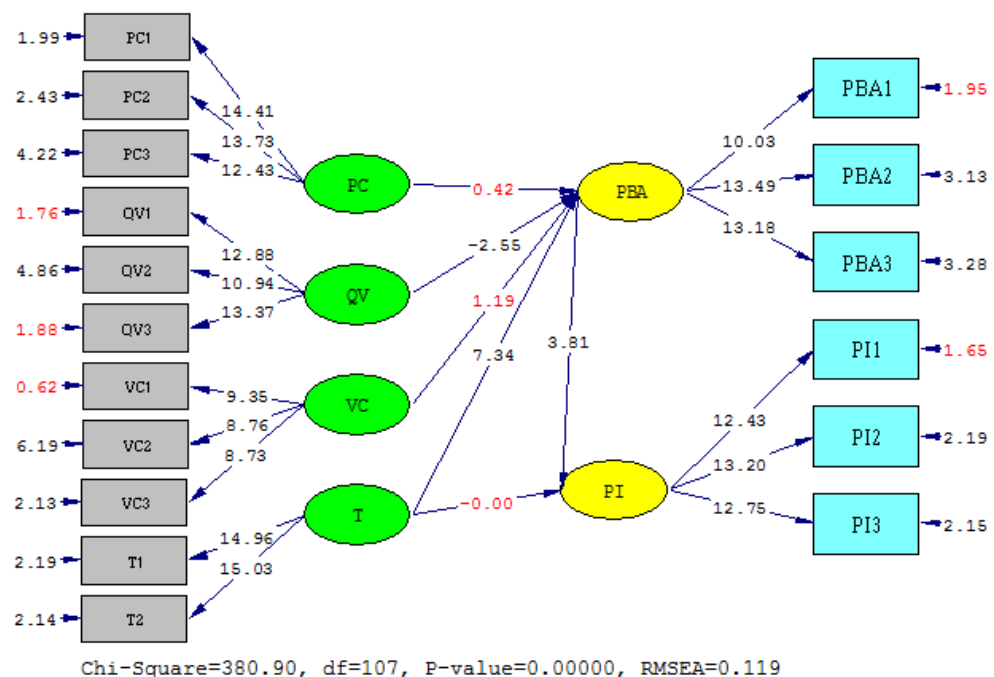 1.99 PC1
2.43 PC2
4.22 PC3
1.76 QV1
4.86 QV2
1.88 QV3
0.62 VC1
6.19 VC2
2.13 VC3
2.19 T1
2.14 T2
14.41
13.73
12.43
12.88
10.94
13.37
9.35
8.76
8.73
14.96
15.03
PC
QV
VC
T
0.42
-2.55
1.19
7.34
-0.00
3.81
PBA
PI
10.03
13.49
13.18
12.43
13.20
12.75
PBA1 1.95
PBA2 3.13
PBA3 3.28
PI1 1.65
PI2 2.19
PI3 2.15
Chi-Square=380.90, df=107, P-value=0.00000, RMSEA=0.119